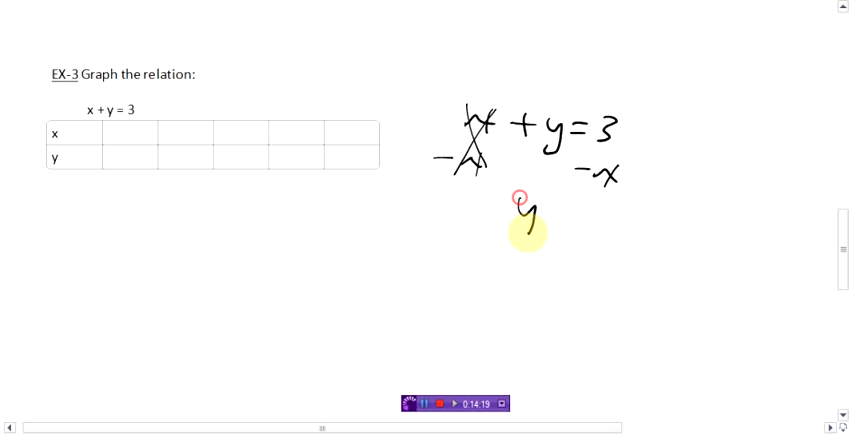 EX-3 Graph the relation:
x + y = 3
x
y
x + y = 3
-x -x
y
0:14:19